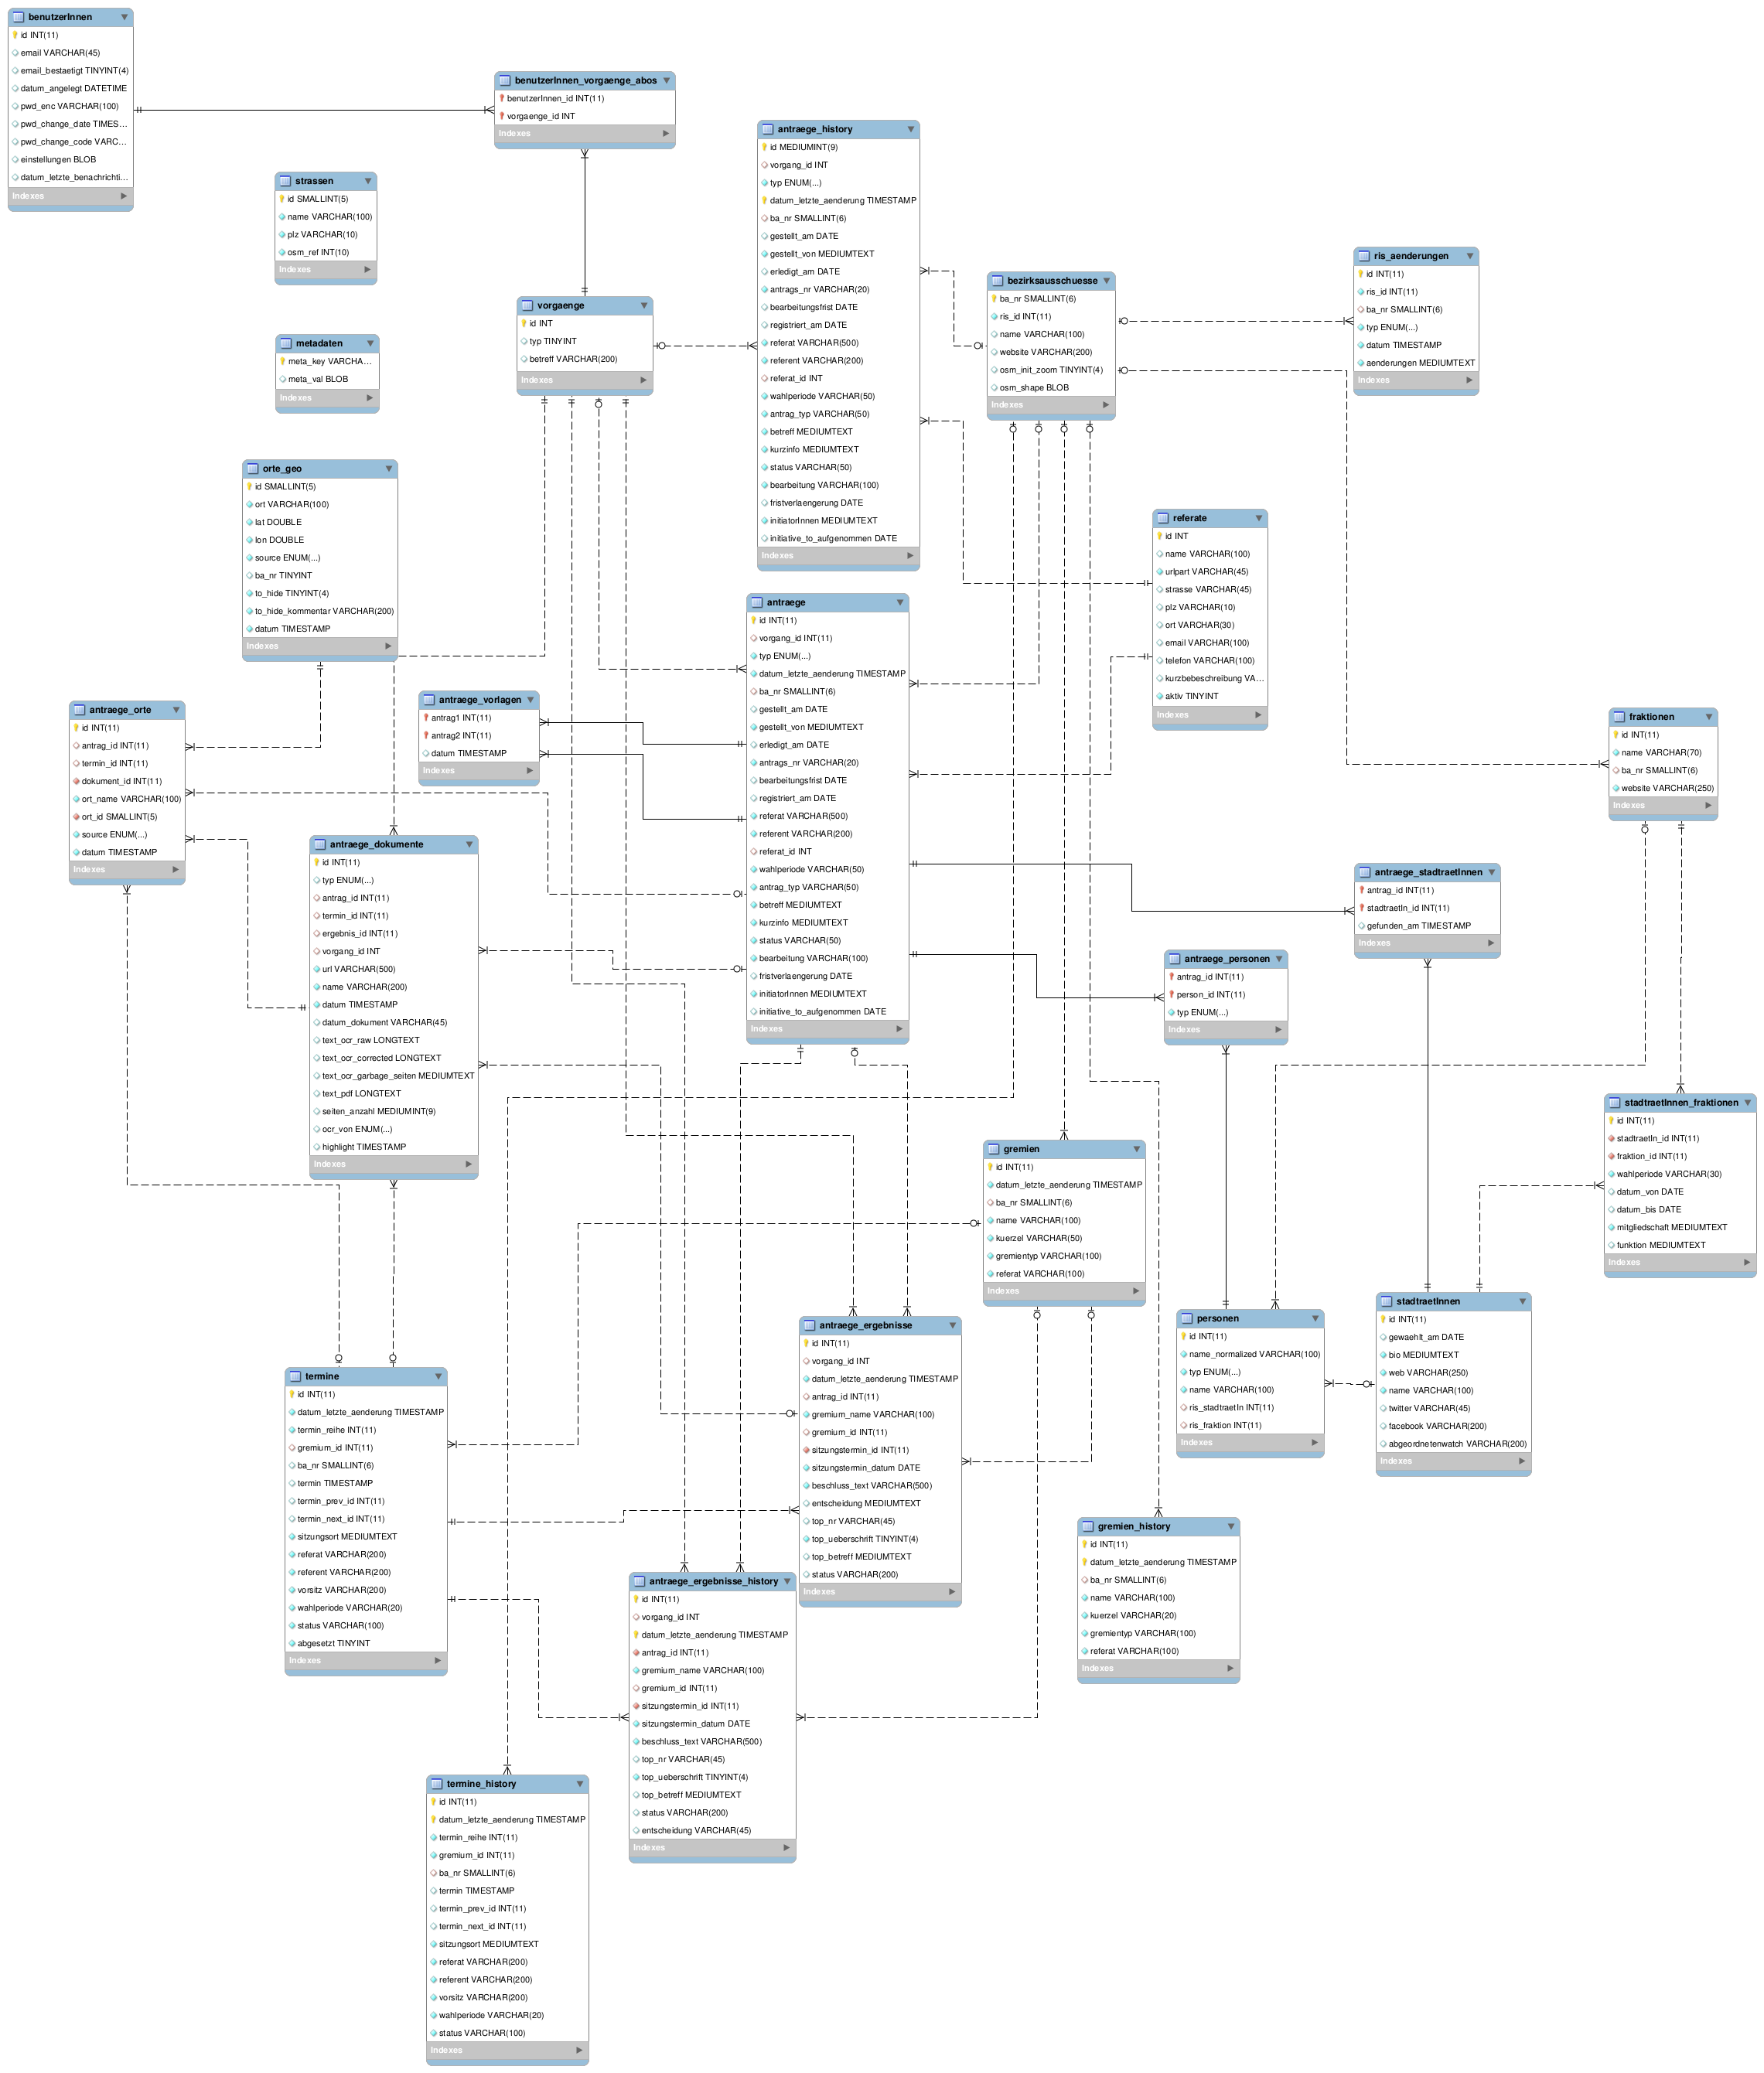 benutzerInnen
id INT(11)
email VARCHAR(45)
email_bestaetigt TINYINT(4)
datum_angelegt DATETIME
pwd_enc VARCHAR(100)
pwd_change_date TIMES...
pwd_change_code VARC...
einstellungen BLOB
datum_letzte_benachrichti...
Indexes
benutzerInnen_vorgaenge_abos
benutzerInnen_id INT(11)
vorgaenge_id INT
Indexes
strassen
id SMALLINT(5)
name VARCHAR(100)
plz VARCHAR(10)
osm_ref INT(10)
Indexes
metadaten
meta_key VARCHA...
meta_val BLOB
Indexes
vorgaenge
id INT
typ TINYINT
betreff VARCHAR(200)
Indexes
antraege_history
id MEDIUMINT(9)
vorgang_id INT
typ ENUM(...)
datum_letzte_aenderung TIMESTAMP
ba_nr SMALLINT(6)
gestellt_am DATE
gestellt_von MEDIUMTEXT
erledigt_am DATE
antrags_nr VARCHAR(20)
bearbeitungsfrist DATE
registriert_am DATE
referat VARCHAR(500)
referent VARCHAR(200)
referat_id INT
wahlperiode VARCHAR(50)
antrag_typ VARCHAR(50)
betreff MEDIUMTEXT
kurzinfo MEDIUMTEXT
status VARCHAR(50)
bearbeitung VARCHAR(100)
fristverlaengerung DATE
initiatorInnen MEDIUMTEXT
initiative_to_aufgenommen DATE
Indexes
bezirksausschuesse
ba_nr SMALLINT(6)
ris_id INT(11)
name VARCHAR(100)
website VARCHAR(200)
osm_init_zoom TINYINT(4)
osm_shape BLOB
Indexes
ris_aenderungen
id INT(11)
ris_id INT(11)
ba_nr SMALLINT(6)
typ ENUM(...)
datum TIMESTAMP
aenderungen MEDIUMTEXT
Indexes
orte_geo
id SMALLINT(5)
ort VARCHAR(100)
lat DOUBLE
lon DOUBLE
source ENUM(...)
ba_nr TINYINT
to_hide TINYINT(4)
to_hide_kommentar VARCHAR(200)
datum TIMESTAMP
Indexes
referate
id INT
name VARCHAR(100)
urlpart VARCHAR(45)
strasse VARCHAR(45)
plz VARCHAR(10)
ort VARCHAR(30)
email VARCHAR(100)
telefon VARCHAR(100)
kurzbebeschreibung VA...
aktiv TINYINT
Indexes
antraege
id INT(11)
vorgang_id INT(11)
typ ENUM(...)
datum_letzte_aenderung TIMESTAMP
ba_nr SMALLINT(6)
gestellt_am DATE
gestellt_von MEDIUMTEXT
erledigt_am DATE
antrags_nr VARCHAR(20)
bearbeitungsfrist DATE
registriert_am DATE
referat VARCHAR(500)
referent VARCHAR(200)
referat_id INT
wahlperiode VARCHAR(50)
antrag_typ VARCHAR(50)
betreff MEDIUMTEXT
kurzinfo MEDIUMTEXT
status VARCHAR(50)
bearbeitung VARCHAR(100)
fristverlaengerung DATE
initiatorInnen MEDIUMTEXT
initiative_to_aufgenommen DATE
Indexes
antraege_orte
id INT(11)
antrag_id INT(11)
termin_id INT(11)
dokument_id INT(11)
ort_name VARCHAR(100)
ort_id SMALLINT(5)
source ENUM(...)
datum TIMESTAMP
Indexes
antraege_vorlagen
antrag1 INT(11)
antrag2 INT(11)
datum TIMESTAMP
Indexes
fraktionen
id INT(11)
name VARCHAR(70)
ba_nr SMALLINT(6)
website VARCHAR(250)
Indexes
antraege_dokumente
id INT(11)
typ ENUM(...)
antrag_id INT(11)
termin_id INT(11)
ergebnis_id INT(11)
vorgang_id INT
url VARCHAR(500)
name VARCHAR(200)
datum TIMESTAMP
datum_dokument VARCHAR(45)
text_ocr_raw LONGTEXT
text_ocr_corrected LONGTEXT
text_ocr_garbage_seiten MEDIUMTEXT
text_pdf LONGTEXT
seiten_anzahl MEDIUMINT(9)
ocr_von ENUM(...)
highlight TIMESTAMP
Indexes
antraege_stadtraetInnen
antrag_id INT(11)
stadtraetIn_id INT(11)
gefunden_am TIMESTAMP
Indexes
antraege_personen
antrag_id INT(11)
person_id INT(11)
typ ENUM(...)
Indexes
stadtraetInnen_fraktionen
id INT(11)
stadtraetIn_id INT(11)
fraktion_id INT(11)
wahlperiode VARCHAR(30)
datum_von DATE
datum_bis DATE
mitgliedschaft MEDIUMTEXT
funktion MEDIUMTEXT
Indexes
gremien
id INT(11)
datum_letzte_aenderung TIMESTAMP
ba_nr SMALLINT(6)
name VARCHAR(100)
kuerzel VARCHAR(50)
gremientyp VARCHAR(100)
referat VARCHAR(100)
Indexes
stadtraetInnen
id INT(11)
gewaehlt_am DATE
bio MEDIUMTEXT
web VARCHAR(250)
name VARCHAR(100)
twitter VARCHAR(45)
facebook VARCHAR(200)
abgeordnetenwatch VARCHAR(200)
Indexes
personen
id INT(11)
name_normalized VARCHAR(100)
typ ENUM(...)
name VARCHAR(100)
ris_stadtraetIn INT(11)
ris_fraktion INT(11)
Indexes
antraege_ergebnisse
id INT(11)
vorgang_id INT
datum_letzte_aenderung TIMESTAMP
antrag_id INT(11)
gremium_name VARCHAR(100)
gremium_id INT(11)
sitzungstermin_id INT(11)
sitzungstermin_datum DATE
beschluss_text VARCHAR(500)
entscheidung MEDIUMTEXT
top_nr VARCHAR(45)
top_ueberschrift TINYINT(4)
top_betreff MEDIUMTEXT
status VARCHAR(200)
Indexes
termine
id INT(11)
datum_letzte_aenderung TIMESTAMP
termin_reihe INT(11)
gremium_id INT(11)
ba_nr SMALLINT(6)
termin TIMESTAMP
termin_prev_id INT(11)
termin_next_id INT(11)
sitzungsort MEDIUMTEXT
referat VARCHAR(200)
referent VARCHAR(200)
vorsitz VARCHAR(200)
wahlperiode VARCHAR(20)
status VARCHAR(100)
abgesetzt TINYINT
Indexes
gremien_history
id INT(11)
datum_letzte_aenderung TIMESTAMP
ba_nr SMALLINT(6)
name VARCHAR(100)
kuerzel VARCHAR(20)
gremientyp VARCHAR(100)
referat VARCHAR(100)
Indexes
antraege_ergebnisse_history
id INT(11)
vorgang_id INT
datum_letzte_aenderung TIMESTAMP
antrag_id INT(11)
gremium_name VARCHAR(100)
gremium_id INT(11)
sitzungstermin_id INT(11)
sitzungstermin_datum DATE
beschluss_text VARCHAR(500)
top_nr VARCHAR(45)
top_ueberschrift TINYINT(4)
top_betreff MEDIUMTEXT
status VARCHAR(200)
entscheidung VARCHAR(45)
Indexes
termine_history
id INT(11)
datum_letzte_aenderung TIMESTAMP
termin_reihe INT(11)
gremium_id INT(11)
ba_nr SMALLINT(6)
termin TIMESTAMP
termin_prev_id INT(11)
termin_next_id INT(11)
sitzungsort MEDIUMTEXT
referat VARCHAR(200)
referent VARCHAR(200)
vorsitz VARCHAR(200)
wahlperiode VARCHAR(20)
status VARCHAR(100)
Indexes